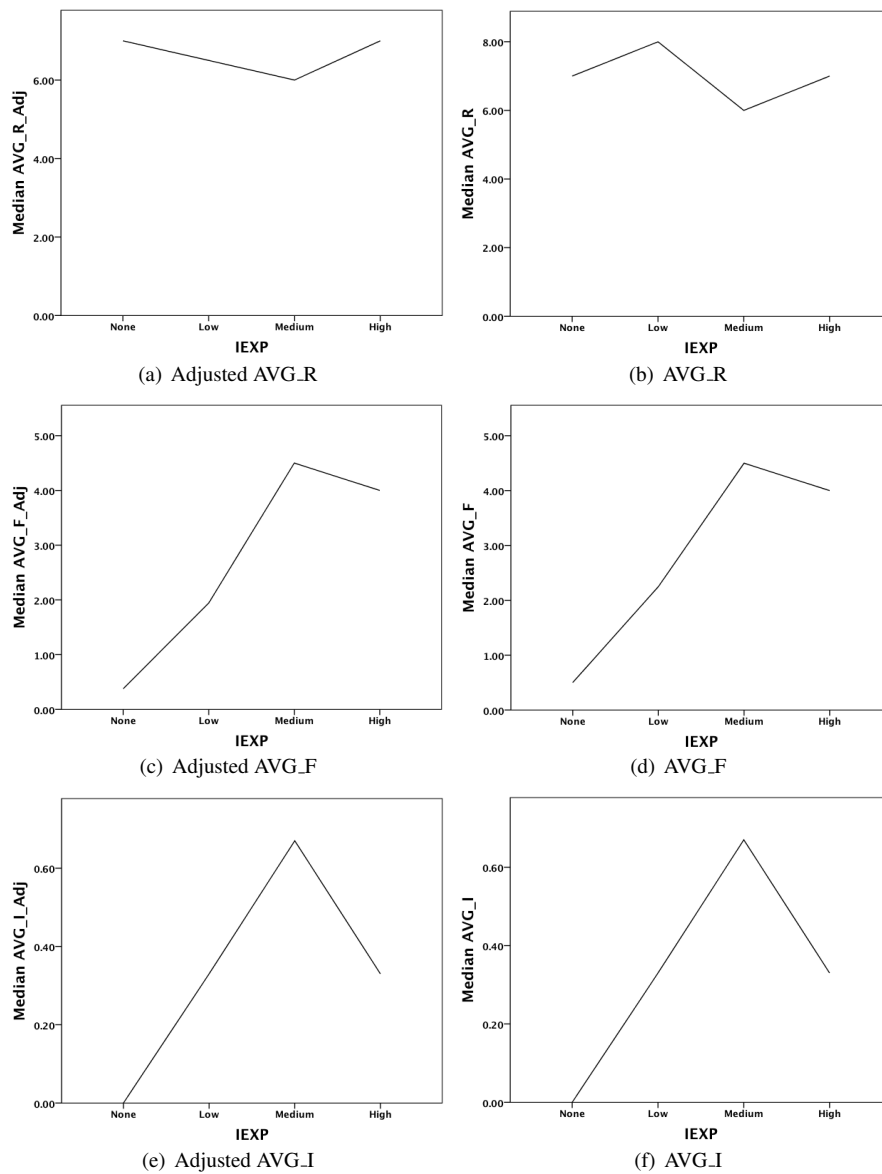 Median AVG_R_Adj
6.00
4.00
2.00
0.00
None Low Medium High
IEXP
(a) Adjusted AVG_R
Median AVG_R
8.00
6.00
4.00
2.00
0.00
None Low Medium High
IEXP
(b) AVG_R
Median AVG_F_Adj
5.00
4.00
3.00
2.00
1.00
0.00
None Low Medium High
IEXP
(c) Adjusted AVG_F
Median AVG_F
5.00
4.00
3.00
2.00
1.00
0.00
None Low Medium High
IEXP
(d) AVG_F
Median AVG_I_Adj
0.60
0.40
0.20
0.00
None Low Medium High
IEXP
(e) Adjusted AVG_I
Median AVG_I
0.60
0.40
0.20
0.00
None Low Medium High
IEXP
(f) AVG_I